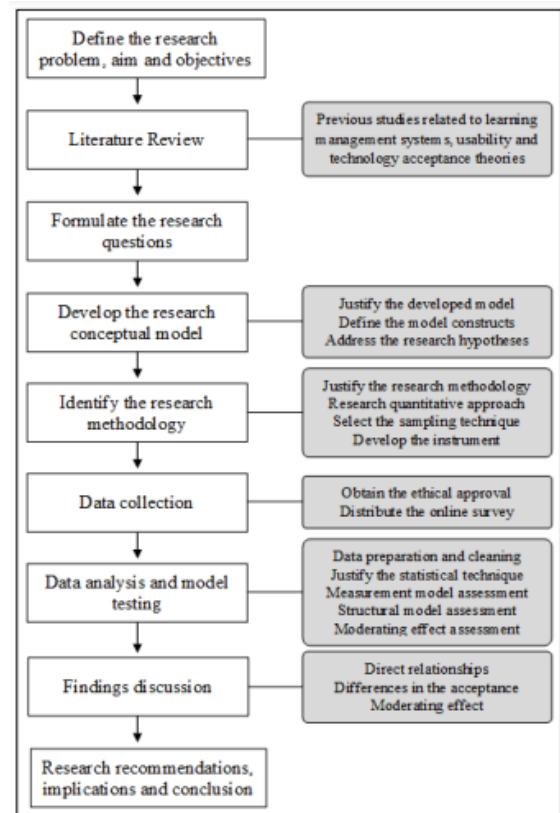 Define the research
problem, aim and objectives
Literature Review
Previous studies related to learning
management systems, usability and
technology acceptance theories
Formulate the research
questions
Develop the research
conceptual model
Justify the developed model
Define the model constructs
Address the research hypotheses
Identify the research
methodology
Justify the research methodology
Research quantitative approach
Select the sampling technique
Develop the instrument
Data collection
Obtain the ethical approval
Distribute the online survey
Data analysis and model
testing
Data preparation and cleaning
Justify the statistical technique
Measurement model assessment
Structural model assessment
Moderating effect assessment
Findings discussion
Direct relationships
Differences in the acceptance
Moderating effect
Research recommendations,
implications and conclusion